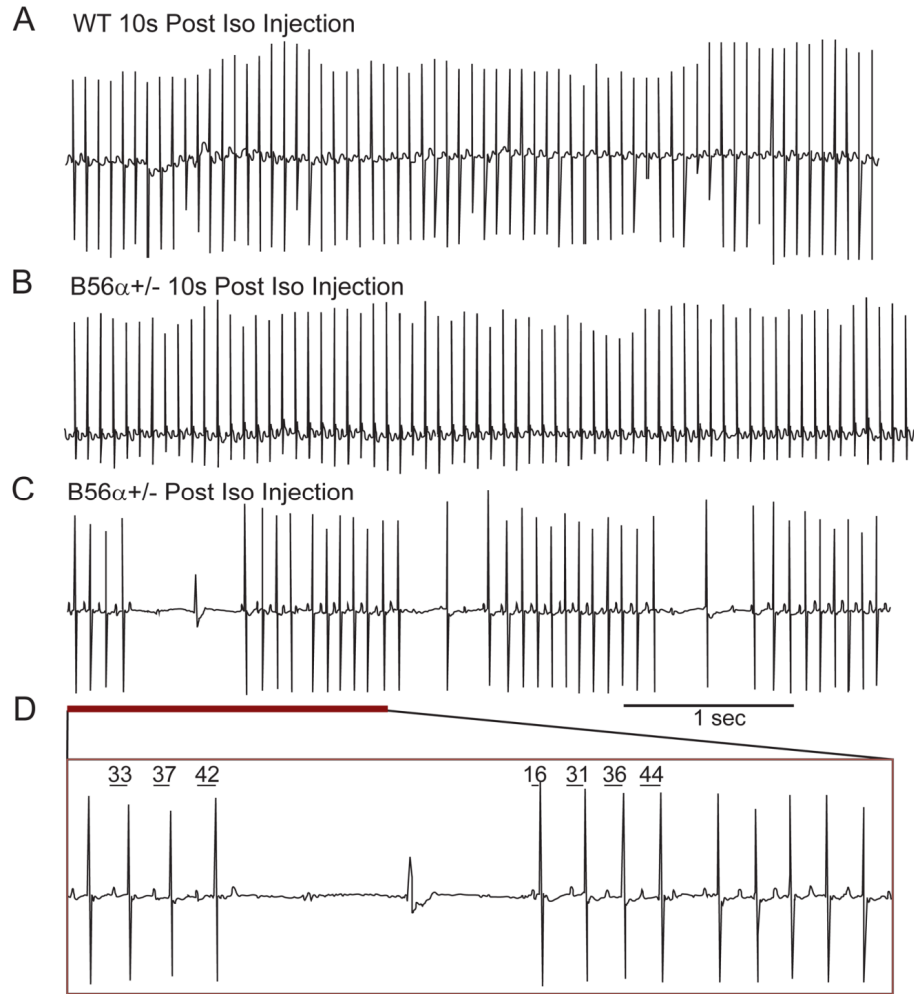 A
WT 10s Post Iso Injection
B
B56α+/- 10s Post Iso Injection
C
B56α+/- Post Iso Injection
D
1 sec
33 37 42 16 31 36 44